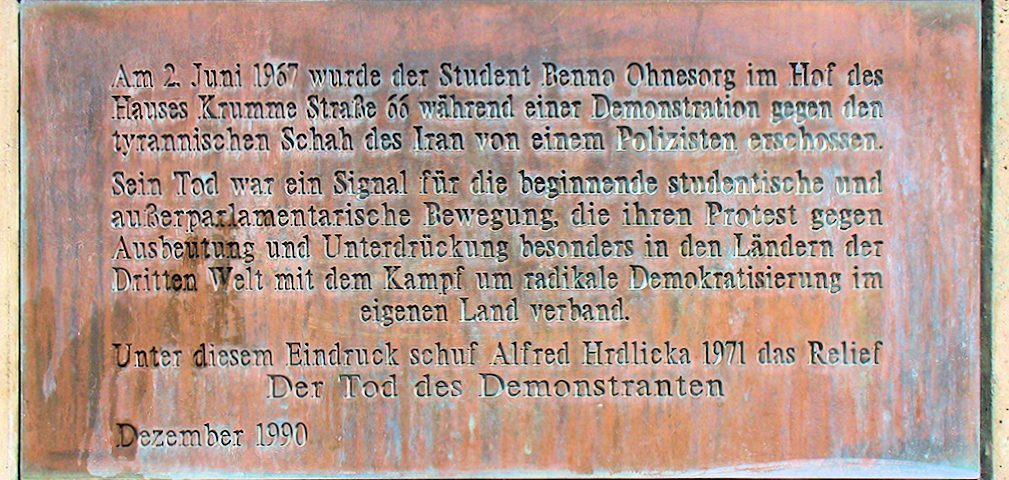 Am 2. Juni 1967 wurde der Student Benno Ohnesorg im Hof des
Hauses Krumme Straße 66 während einer Demonstration gegen den
tyrannischen Schah des Iran von einem Polizisten erschossen.
Sein Tod war ein Signal für die beginnende studentische und
außerparlamentarische Bewegung, die ihren Protest gegen
Ausbeutung und Unterdrückung besonders in den Ländern der
Dritten Welt mit dem Kampf um radikale Demokratisierung im
eigenen Land verband.
Unter diesem Eindruck schuf Alfred Hrdlicka 1971 das Relief
Der Tod des Demonstranten
Dezember 1990